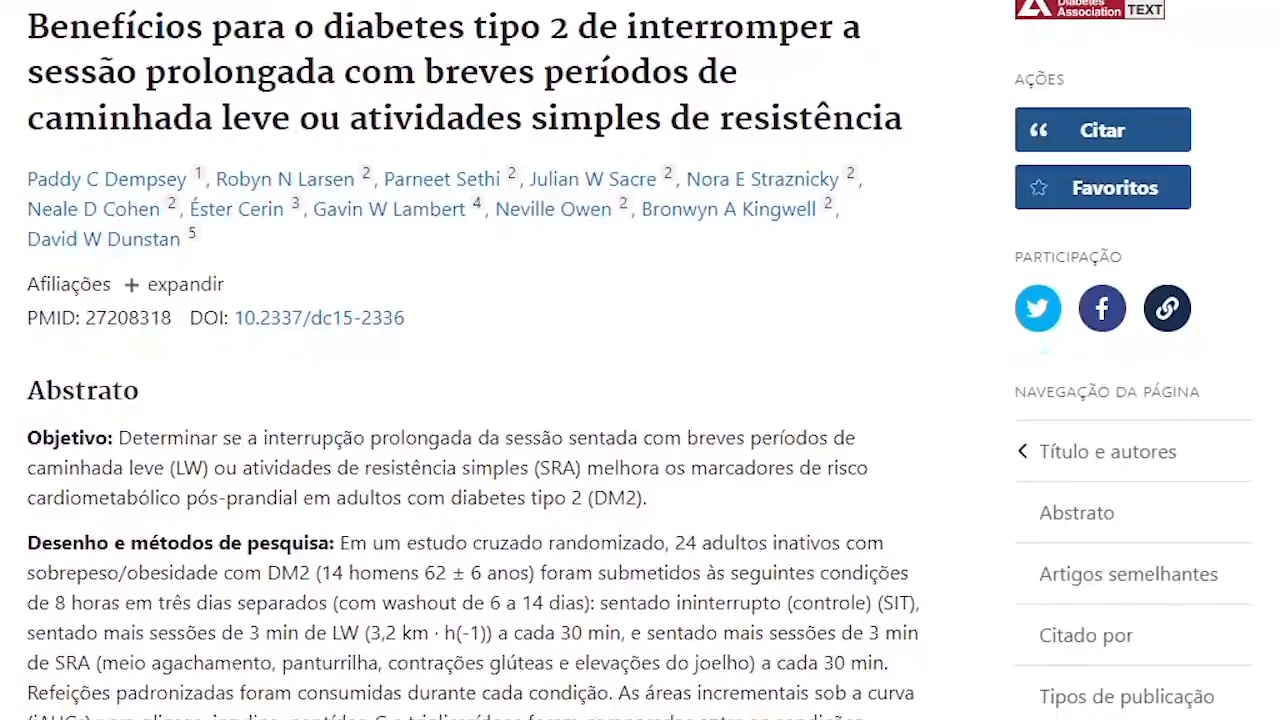 Benefícios para o diabetes tipo 2 de interromper a
sessão prolongada com breves períodos de
caminhada leve ou atividades simples de resistência
Paddy C Dempsey 1, Robyn N Larsen 2, Parneet Sethi 2, Julian W Sacre 2, Nora E Straznicky 2,
Neale D Cohen 2, Éster Cerin 3, Gavin W Lambert 4, Neville Owen 2, Bronwyn A Kingwell 2,
David W Dunstan 5
Afiliações + expandir
PMID: 27208318 DOI: 10.2337/dc15-2336
Abstrato
Objetivo: Determinar se a interrupção prolongada da sessão sentada com breves períodos de
caminhada leve (LW) ou atividades de resistência simples (SRA) melhora os marcadores de risco
cardiometabólico pós-prandial em adultos com diabetes tipo 2 (DM2).
Desenho e métodos de pesquisa: Em um estudo cruzado randomizado, 24 adultos inativos com
sobrepeso/obesidade com DM2 (14 homens 62 ± 6 anos) foram submetidos às seguintes condições
de 8 horas em três dias separados (com washout de 6 a 14 dias): sentado ininterrupto (controle) (SIT),
sentado mais sessões de 3 min de LW (3,2 km · h(-1)) a cada 30 min, e sentado mais sessões de 3 min
de SRA (meio agachamento, panturrilha, contrações glúteas e elevações do joelho) a cada 30 min.
Refeições padronizadas foram consumidas durante cada condição. As áreas incrementais sob a curva
Diabetes
Association TEXT
AÇÕES
Citar
Favoritos
PARTICIPAÇÃO
NAVEGAÇÃO DA PÁGINA
Título e autores
Abstrato
Artigos semelhantes
Citado por
Tipos de publicação